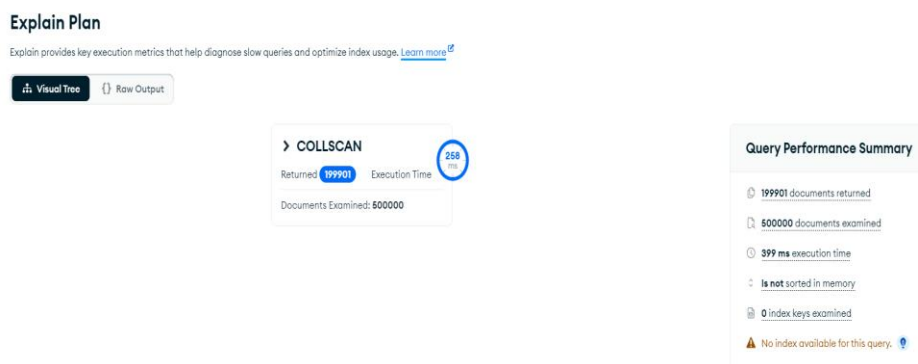 Explain Plan
Explain provides key execution metrics that help diagnose slow queries and optimize index usage. Learn more
Visual Tree {} Raw Output
COLLSCAN
258 ms
Returned 199901 Execution Time
Documents Examined: 500000
Query Performance Summary
199901 documents returned
500000 documents examined
399 ms execution time
Is not sorted in memory
0 index keys examined
No index available for this query.